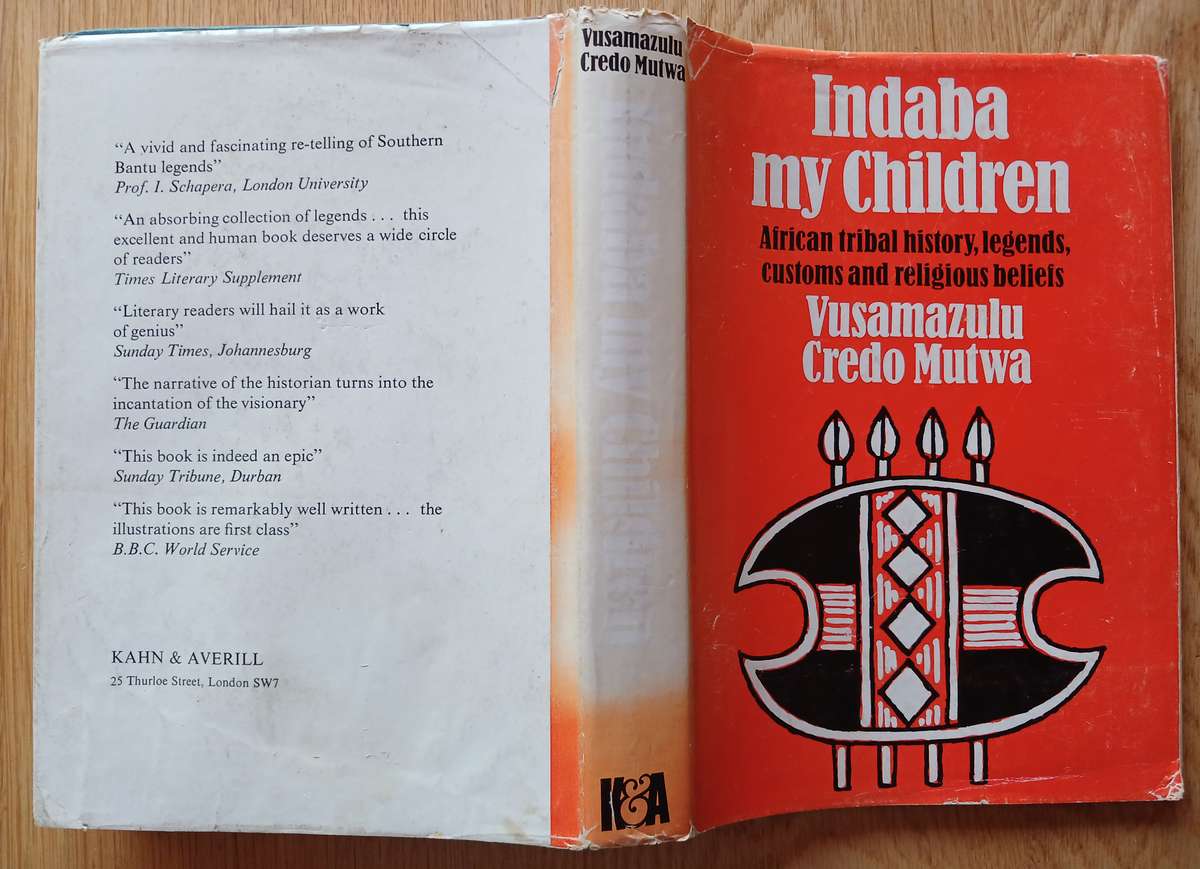 “A vivid and fascinating re-telling of Southern
Bantu legends”
Prof. I. Schapera, London University
“An absorbing collection of legends . . . this
excellent and human book deserves a wide circle
of readers”
Times Literary Supplement
“Literary readers will hail it as a work
of genius”
Sunday Times, Johannesburg
“The narrative of the historian turns into the
incantation of the visionary”
The Guardian
“This book is indeed an epic”
Sunday Tribune, Durban
“This book is remarkably well written . . . the
illustrations are first class”
B.B.C. World Service
KAHN & AVERILL
25 Thurloe Street, London SW7
Vusamazulu
Credo Mutwa
Indaba my Children
K&A
Indaba
my Children
African tribal history, legends,
customs and religious beliefs
Vusamazulu
Credo Mutwa